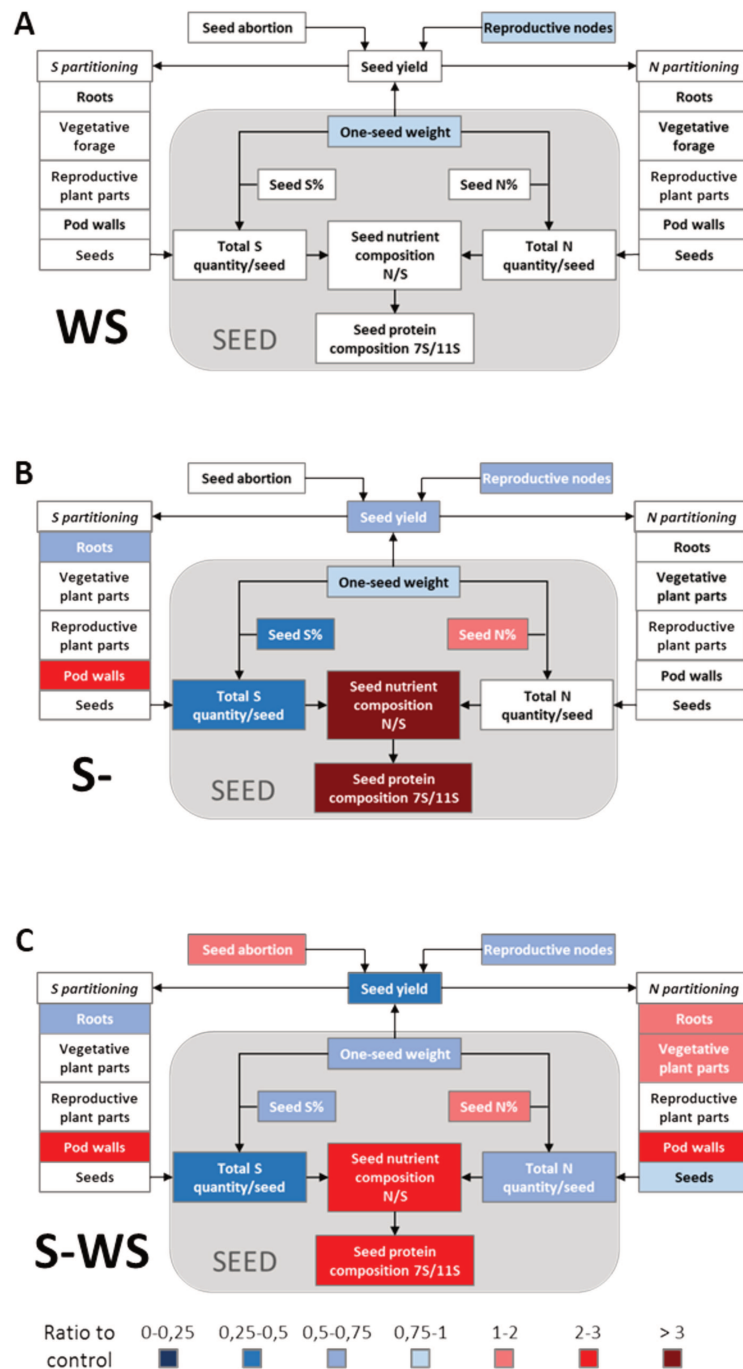 A
Seed abortion
Reproductive nodes
S partitioning
Seed yield
N partitioning
Roots
Vegetative
forage
Reproductive
plant parts
Pod walls
Seeds
One-seed weight
Seed S%
Seed N%
Total S
quantity/seed
Seed nutrient
composition
N/S
Total N
quantity/seed
Seed protein
composition 7S/11S
SEED
WS
Roots
Vegetative
forage
Reproductive
plant parts
Pod walls
Seeds
B
Seed abortion
Reproductive nodes
S partitioning
Seed yield
N partitioning
Roots
Vegetative
plant parts
Reproductive
plant parts
Pod walls
Seeds
One-seed weight
Seed S%
Seed N%
Total S
quantity/seed
Seed nutrient
composition
N/S
Total N
quantity/seed
Seed protein
composition 7S/11S
SEED
S-
Roots
Vegetative
plant parts
Reproductive
plant parts
Pod walls
Seeds
C
Seed abortion
Reproductive nodes
S partitioning
Seed yield
N partitioning
Roots
Vegetative
plant parts
Reproductive
plant parts
Pod walls
Seeds
One-seed weight
Seed S%
Seed N%
Total S
quantity/seed
Seed nutrient
composition
N/S
Total N
quantity/seed
Seed protein
composition 7S/11S
SEED
S-WS
Roots
Vegetative
plant parts
Reproductive
plant parts
Pod walls
Seeds
Ratio to
control
0-0,25
0,25-0,5
0,5-0,75
0,75-1
1-2
2-3
> 3